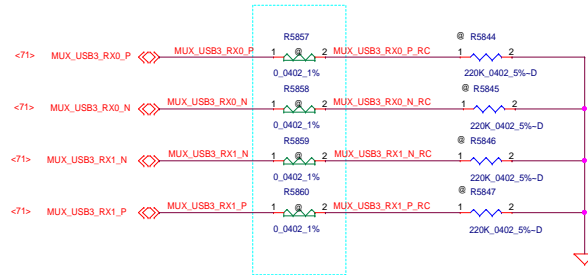 R5857 @ R5844
<71> MUX_USB3_RX0_P MUX_USB3_RX0_P 1 @ 2 MUX_USB3_RX0_P_RC 1 2
0_0402_1% 220K_0402_5%~D
R5858 @ R5845
<71> MUX_USB3_RX0_N MUX_USB3_RX0_N 1 @ 2 MUX_USB3_RX0_N_RC 1 2
0_0402_1% 220K_0402_5%~D
R5859 @ R5846
<71> MUX_USB3_RX1_N MUX_USB3_RX1_N 1 @ 2 MUX_USB3_RX1_N_RC 1 2
0_0402_1% 220K_0402_5%~D
R5860 @ R5847
<71> MUX_USB3_RX1_P MUX_USB3_RX1_P 1 @ 2 MUX_USB3_RX1_P_RC 1 2
0_0402_1% 220K_0402_5%~D